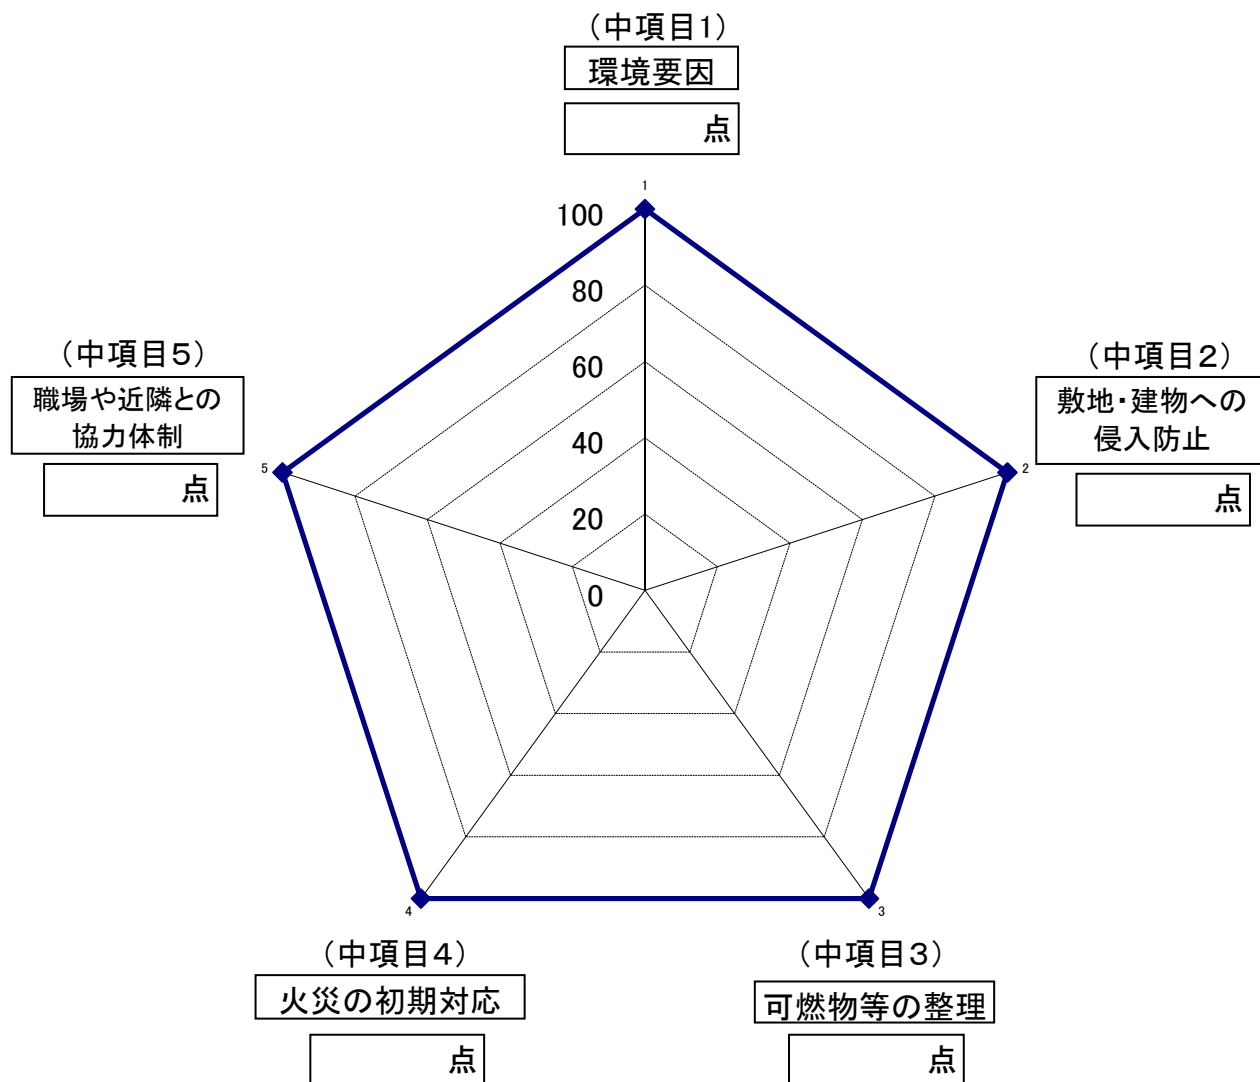 （中項目1）
環境要因
点
1
100
80
60
40
20
0
（中項目5）
職場や近隣との
協力体制
点
5
（中項目２）
敷地・建物への
侵入防止
点
2
4
3
（中項目４）
火災の初期対応
点
（中項目３）
可燃物等の整理
点